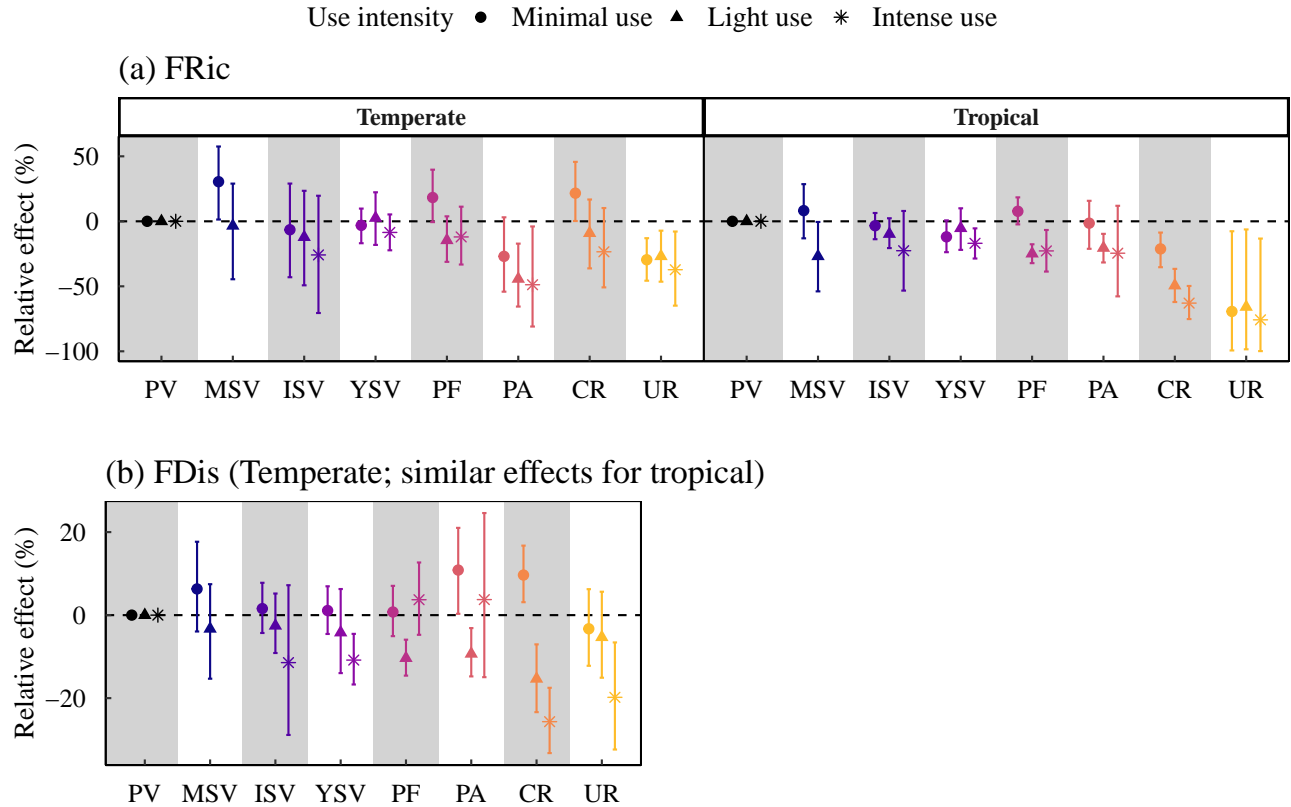 Use intensity Minimal use Light use Intense use
(a) FRic
Temperate Tropical
Relative effect (%)
50
0
−50
−100
PV MSV ISV YSV PF PA CR UR PV MSV ISV YSV PF PA CR UR
(b) FDis (Temperate; similar effects for tropical)
Relative effect (%)
20
0
−20
PV MSV ISV YSV PF PA CR UR